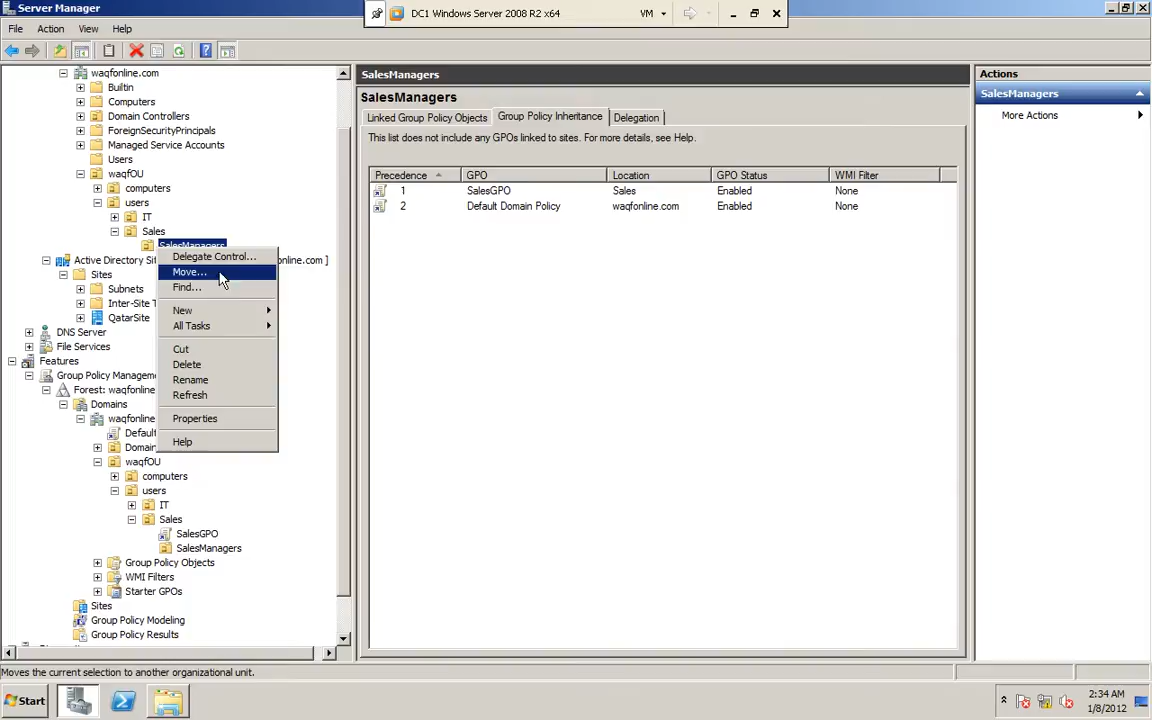 Server Manager
DC1 Windows Server 2008 R2 x64
VM
File Action View Help
waqfonline.com
Builtin
Computers
Domain Controllers
ForeignSecurityPrincipals
Managed Service Accounts
Users
waqfOU
computers
users
IT
Sales
SalesManagers
Active Directory Sit
online.com ]
Sites
Subnets
Inter-Site T
QatarSite
DNS Server
File Services
Features
Group Policy Manageme
Forest: waqfonline
Domains
waqfonline
Default
Domain
waqfOU
computers
users
IT
Sales
SalesGPO
SalesManagers
Group Policy Objects
WMI Filters
Starter GPOs
Sites
Group Policy Modeling
Group Policy Results
Delegate Control...
Move...
Find...
New
All Tasks
Cut
Delete
Rename
Refresh
Properties
Help
SalesManagers
SalesManagers
Linked Group Policy Objects Group Policy Inheritance Delegation
This list does not include any GPOs linked to sites. For more details, see Help.
Precedence GPO Location GPO Status WMI Filter
1 SalesGPO Sales Enabled None
2 Default Domain Policy waqfonline.com Enabled None
Actions
SalesManagers
More Actions
Moves the current selection to another organizational unit.
Start
2:34 AM
1/8/2012